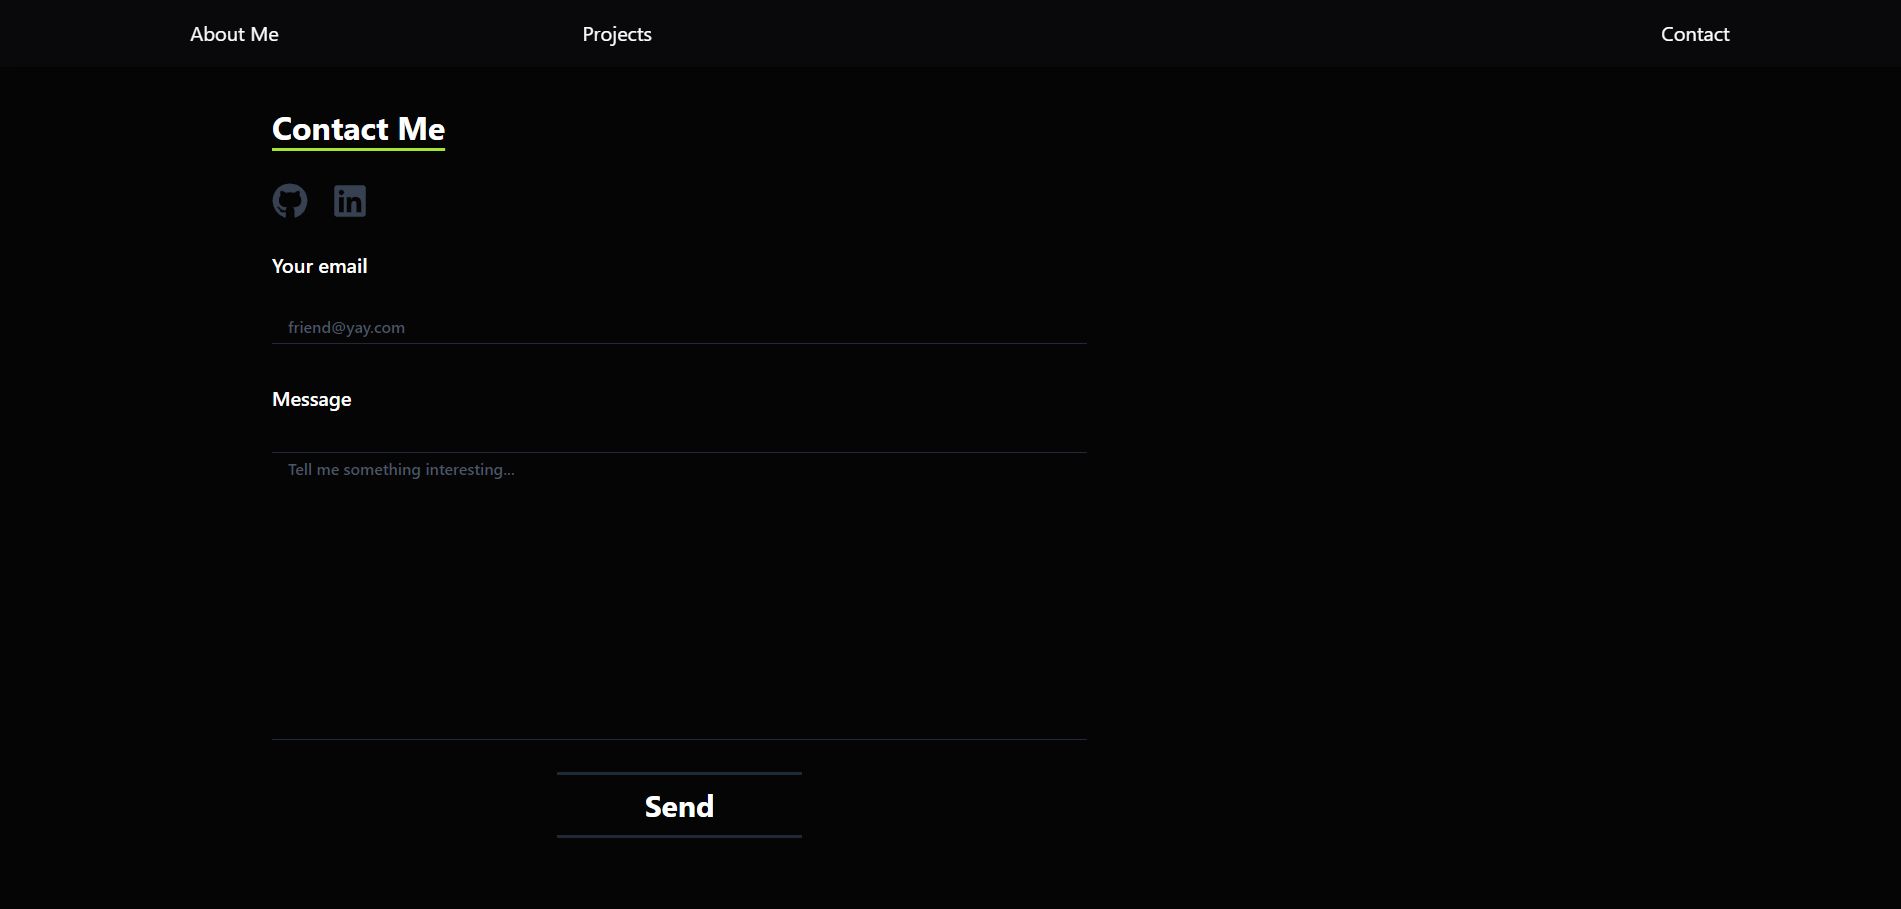 About Me Projects Contact
Contact Me
Your email
friend@yay.com
Message
Tell me something interesting...
Send